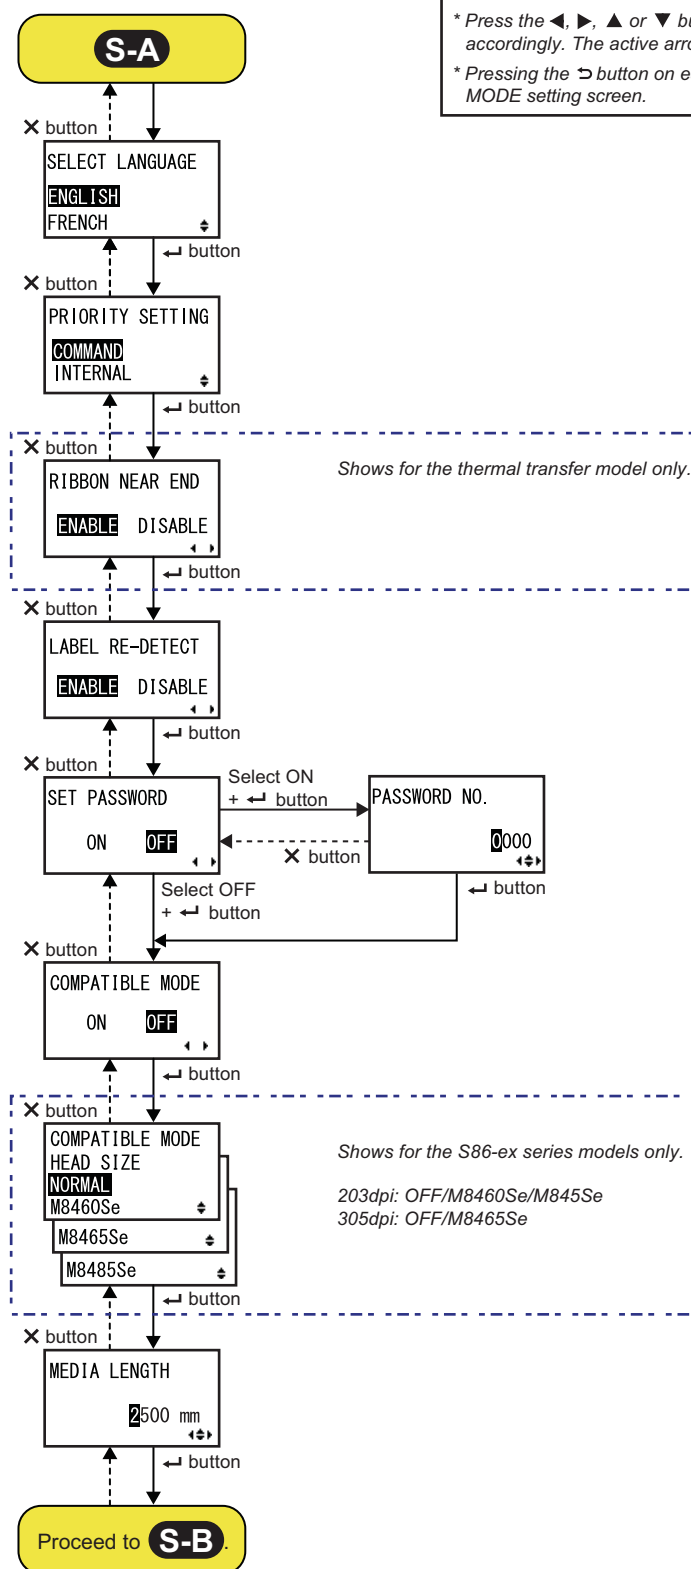 S-A
* Press the ◀, ▶, ▲ or ▼ bu
accordingly. The active arro
* Pressing the ⮌ button on e
MODE setting screen.
✕ button
SELECT LANGUAGE
ENGLISH
FRENCH
↵ button
✕ button
PRIORITY SETTING
COMMAND
INTERNAL
↵ button
✕ button
RIBBON NEAR END
ENABLE DISABLE
Shows for the thermal transfer model only.
↵ button
✕ button
LABEL RE-DETECT
ENABLE DISABLE
↵ button
✕ button
SET PASSWORD
ON OFF
Select ON
+ ↵ button
✕ button
PASSWORD NO.
0000
↵ button
Select OFF
+ ↵ button
✕ button
COMPATIBLE MODE
ON OFF
↵ button
✕ button
COMPATIBLE MODE
HEAD SIZE
NORMAL
M8460Se
M8465Se
M8485Se
Shows for the S86-ex series models only.
203dpi: OFF/M8460Se/M845Se
305dpi: OFF/M8465Se
↵ button
✕ button
MEDIA LENGTH
2500 mm
↵ button
Proceed to S-B.